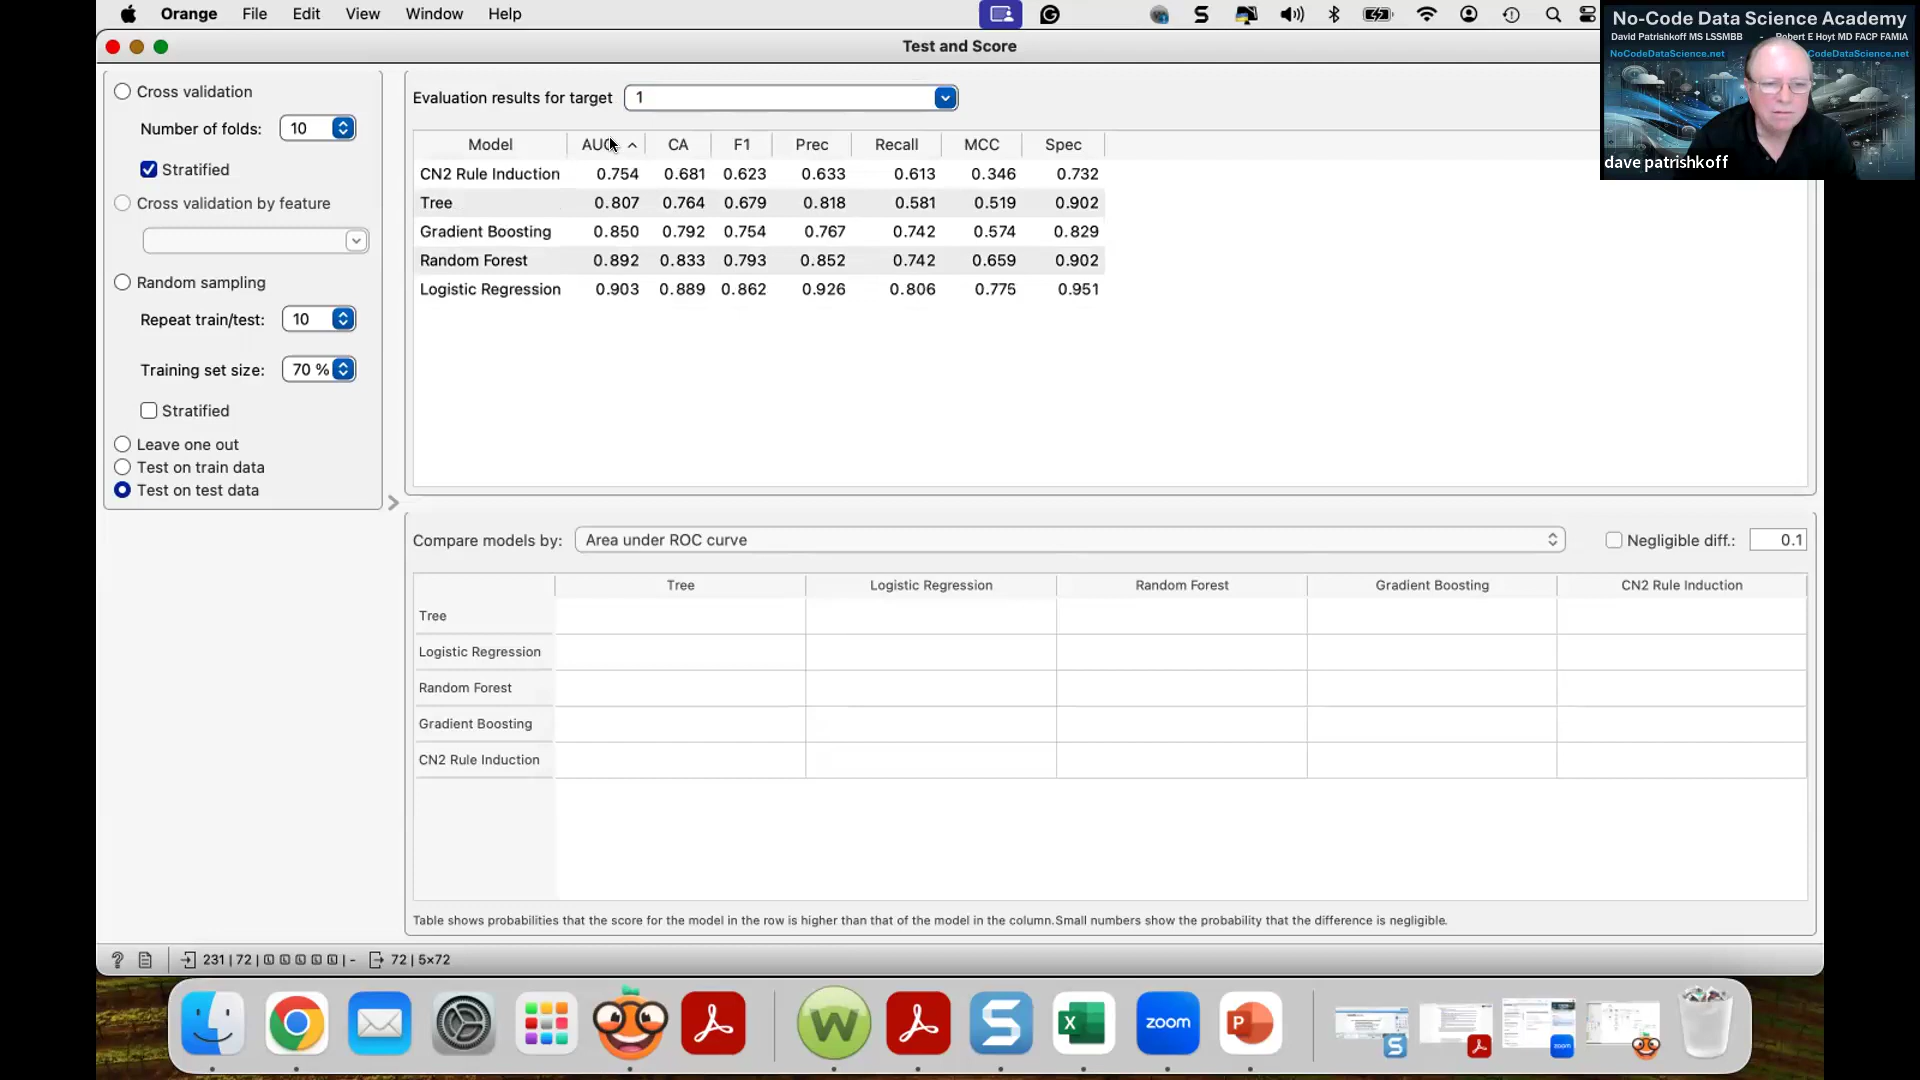 Orange File Edit View Window Help
Test and Score
No-Code Data Science Academy
David Patrishkoff MS LSSMBB - Robert E Hoyt MD FACP FAMIA
NoCodeDataScience.net
CodeDataScience.net
dave patrishkoff
Cross validation
Number of folds: 10
Stratified
Cross validation by feature
Random sampling
Repeat train/test: 10
Training set size: 70 %
Stratified
Leave one out
Test on train data
Test on test data
Evaluation results for target 1
Model AUC CA F1 Prec Recall MCC Spec
CN2 Rule Induction 0.754 0.681 0.623 0.633 0.613 0.346 0.732
Tree 0.807 0.764 0.679 0.818 0.581 0.519 0.902
Gradient Boosting 0.850 0.792 0.754 0.767 0.742 0.574 0.829
Random Forest 0.892 0.833 0.793 0.852 0.742 0.659 0.902
Logistic Regression 0.903 0.889 0.862 0.926 0.806 0.775 0.951
Compare models by: Area under ROC curve Negligible diff.: 0.1
Tree Logistic Regression Random Forest Gradient Boosting CN2 Rule Induction
Tree
Logistic Regression
Random Forest
Gradient Boosting
CN2 Rule Induction
Table shows probabilities that the score for the model in the row is higher than that of the model in the column.Small numbers show the probability that the difference is negligible.
? 231 | 72 | - 72 | 5×72
W S X zoom P S zoom